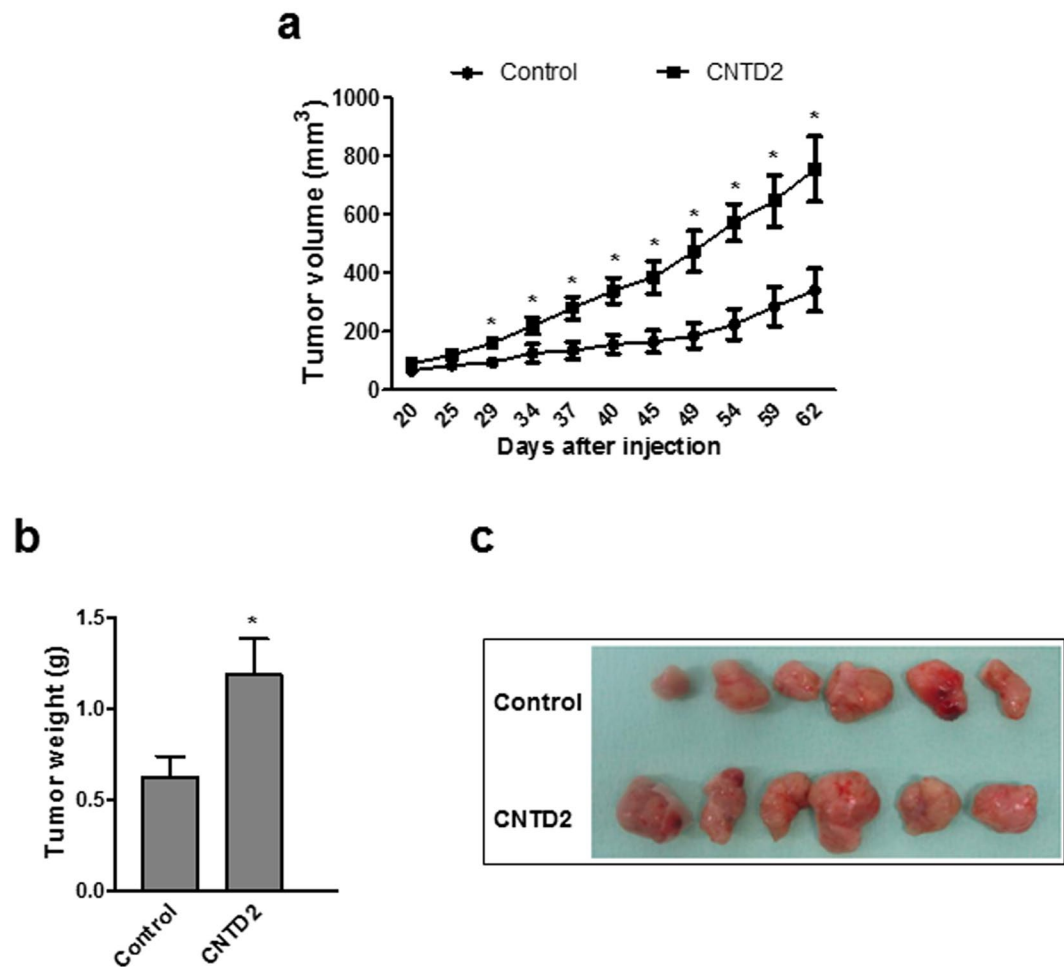 a
Control CNTD2
Tumor volume (mm³)
1000
800
600
400
200
0
* * * * * * * * *
20 25 29 34 37 40 45 49 54 59 62
Days after injection
b
Tumor weight (g)
1.5
1.0
0.5
0.0
*
Control CNTD2
c
Control
CNTD2